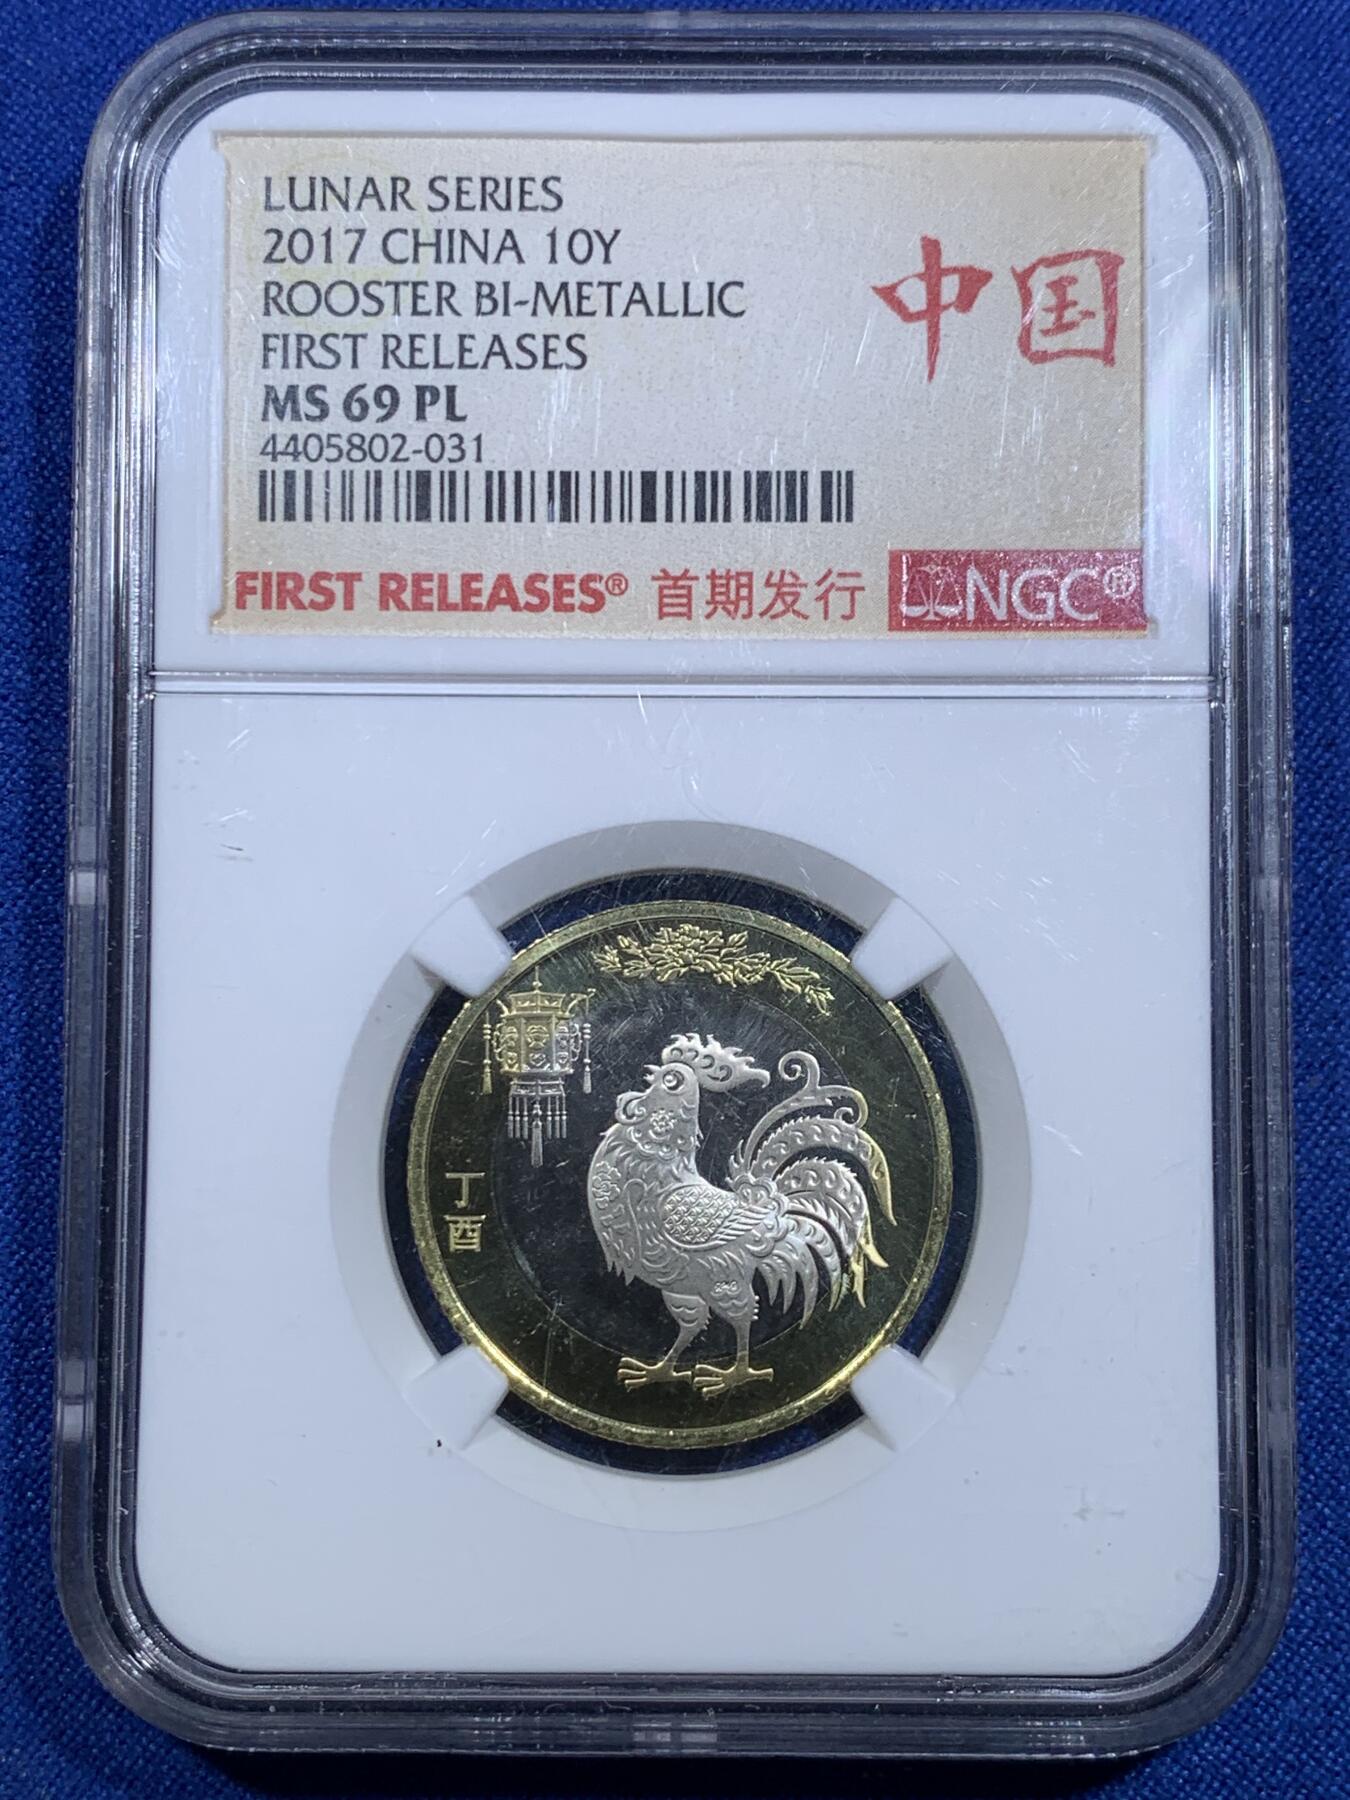 LUNAR SERIES
2017 CHINA 10Y
ROOSTER BI-METALLIC
FIRST RELEASES
MS 69 PL
4405802-031
中国
FIRST RELEASES® 首期发行 NGC®
丁
酉